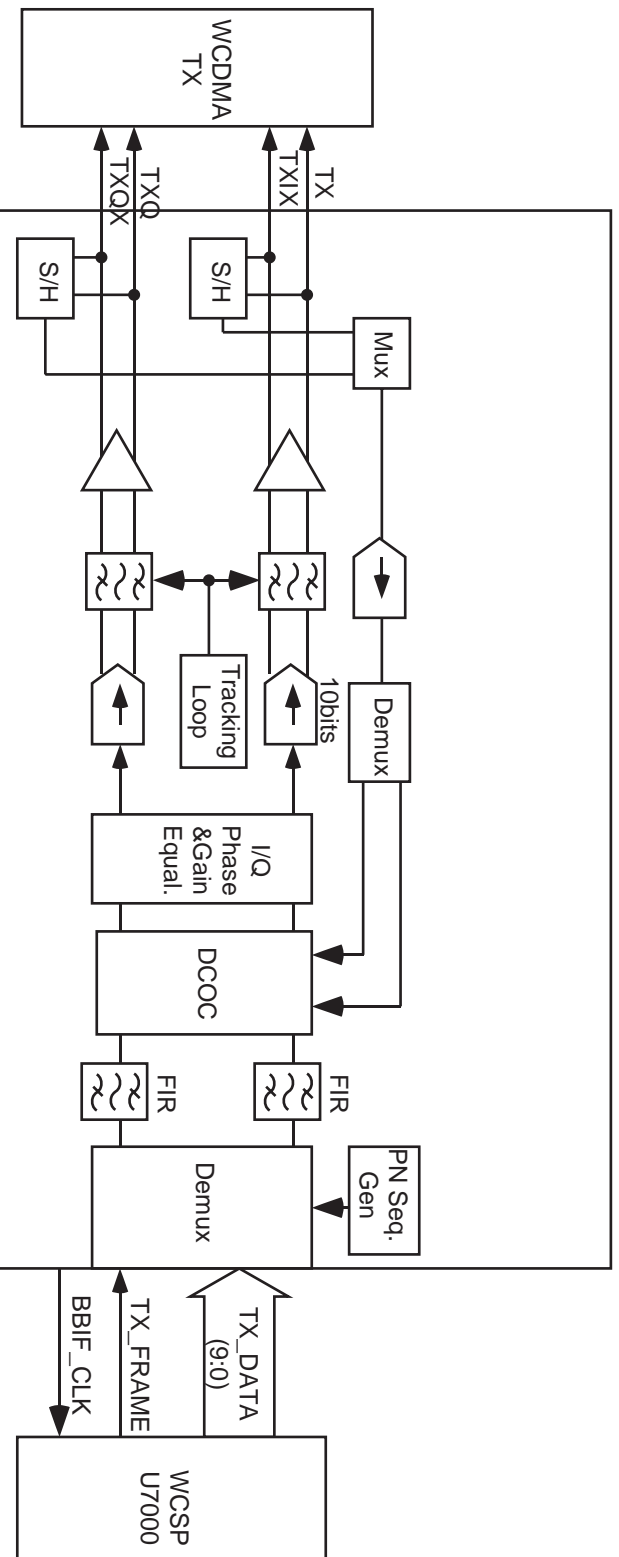 WCDMA
TX
TX
TXIX
TXQ
TXQX
S/H
S/H
Mux
10bits
Tracking
Loop
Demux
I/Q
Phase
&Gain
Equal.
DCOC
FIR
FIR
PN Seq.
Gen
Demux
TX_DATA
(9:0)
TX_FRAME
BBIF_CLK
WCSP
U7000